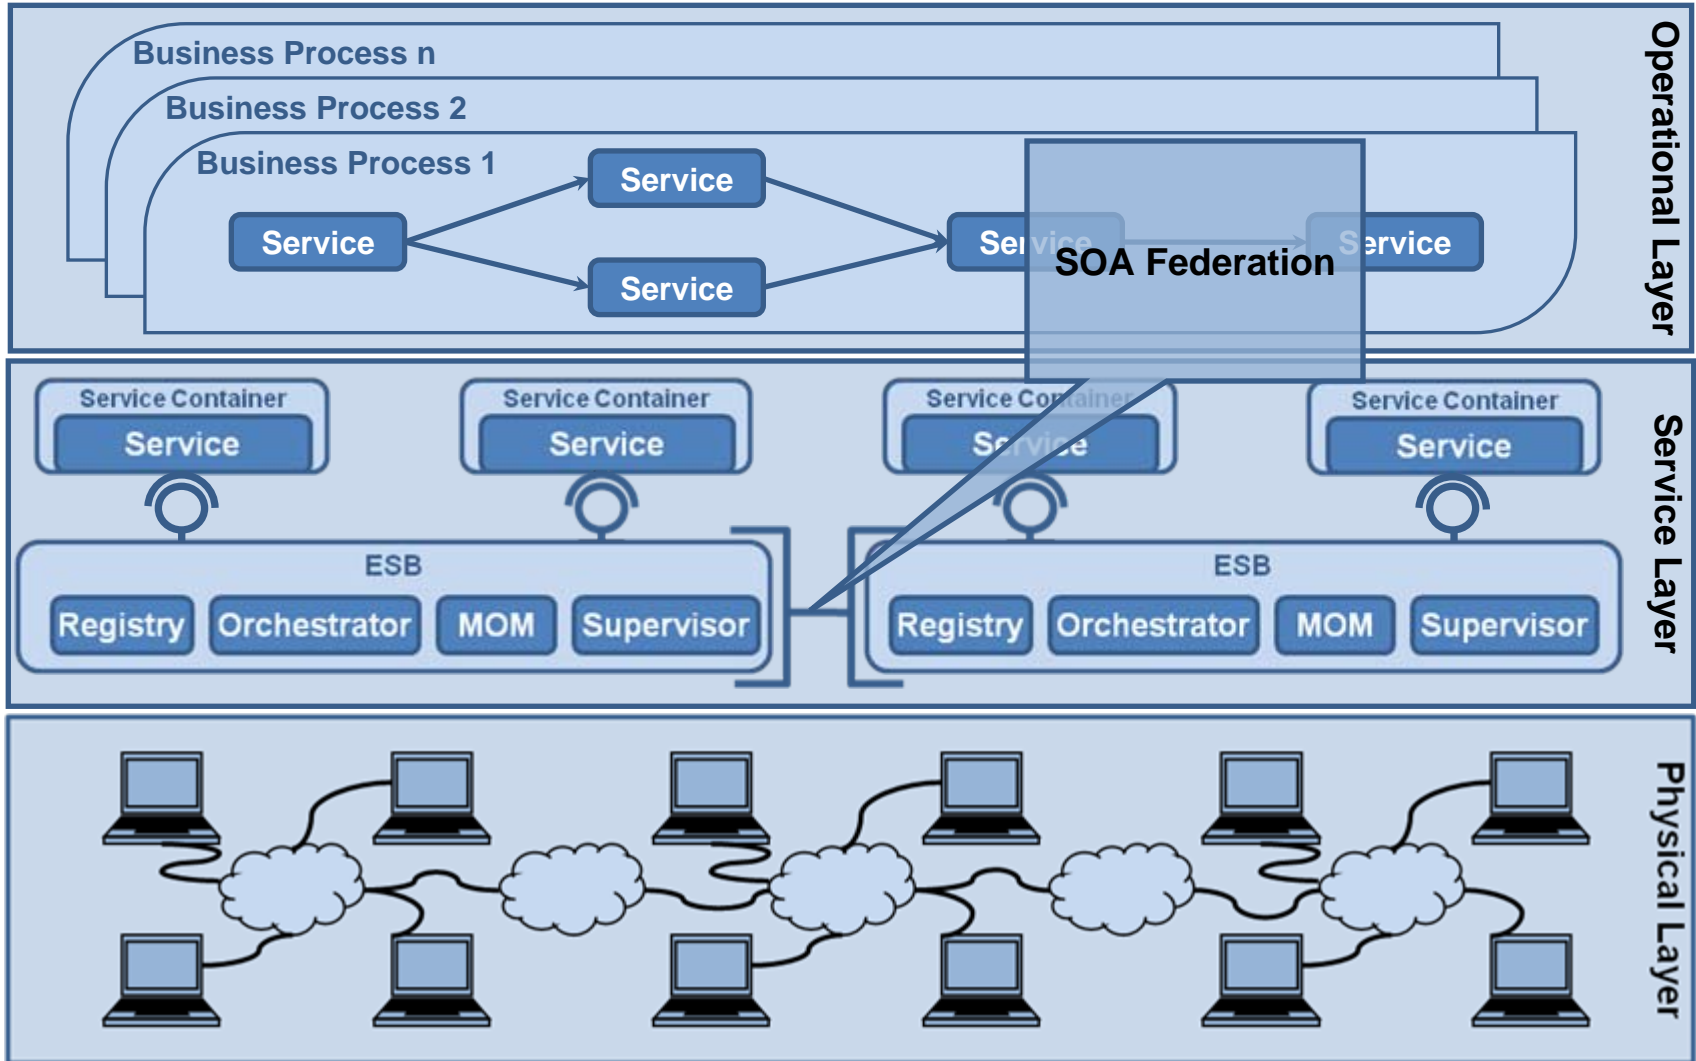 Operational Layer
Business Process n
Business Process 2
Business Process 1
Service
Service
Service
Service
Service
SOA Federation
Service Layer
Service Container
Service
Service Container
Service
Service Container
Service
Service Container
Service
ESB
Registry
Orchestrator
MOM
Supervisor
ESB
Registry
Orchestrator
MOM
Supervisor
Physical Layer